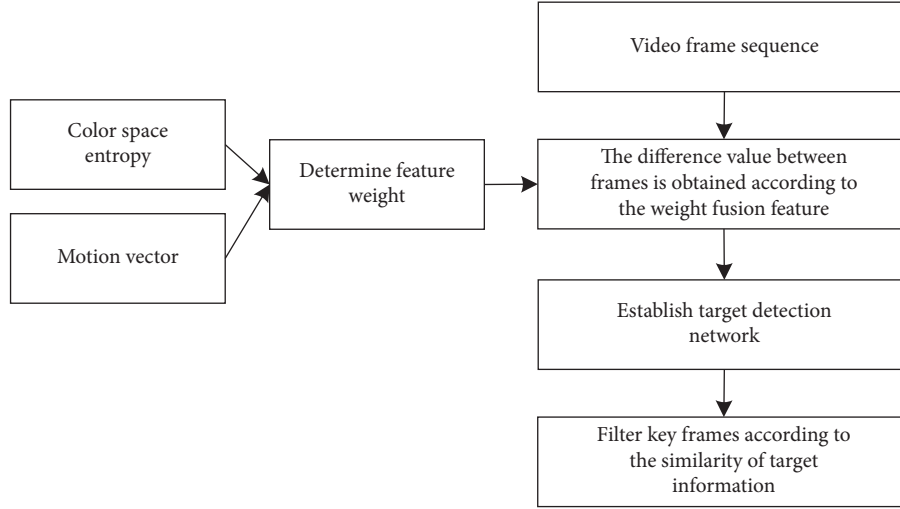 Video frame sequence
Color space
entropy
Motion vector
Determine feature
weight
The difference value between
frames is obtained according to
the weight fusion feature
Establish target detection
network
Filter key frames according to
the similarity of target
information